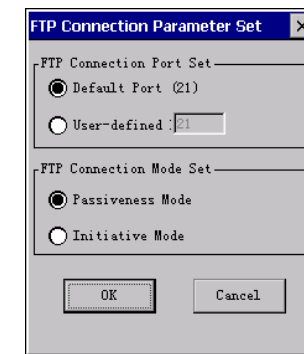 FTP Connection Parameter Set
FTP Connection Port Set
Default Port (21)
User-defined : 21
FTP Connection Mode Set
Passiveness Mode
Initiative Mode
OK Cancel